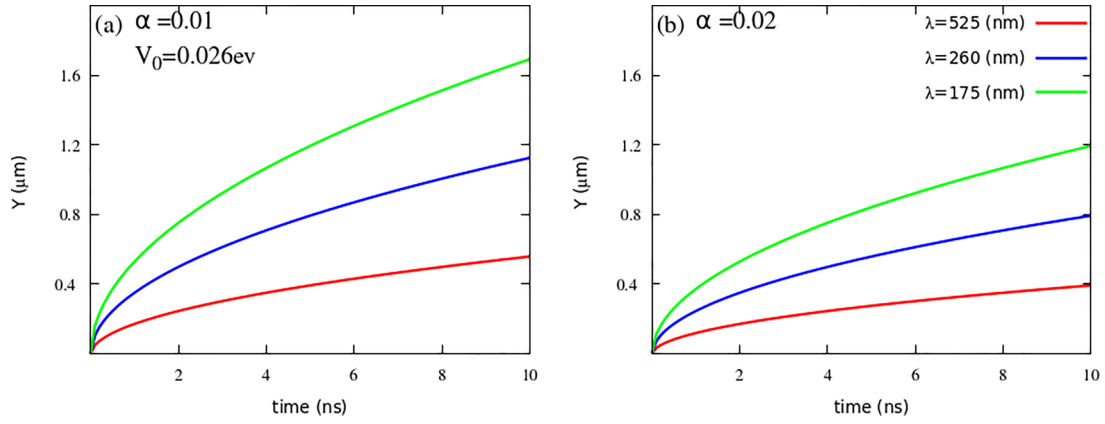 (a) α =0.01
V₀=0.026ev
1.6
1.2
0.8
0.4
Y (μm)
2 4 6 8 10
time (ns)
(b) α =0.02
λ=525 (nm)
λ=260 (nm)
λ=175 (nm)
1.6
1.2
0.8
0.4
Y (μm)
2 4 6 8 10
time (ns)